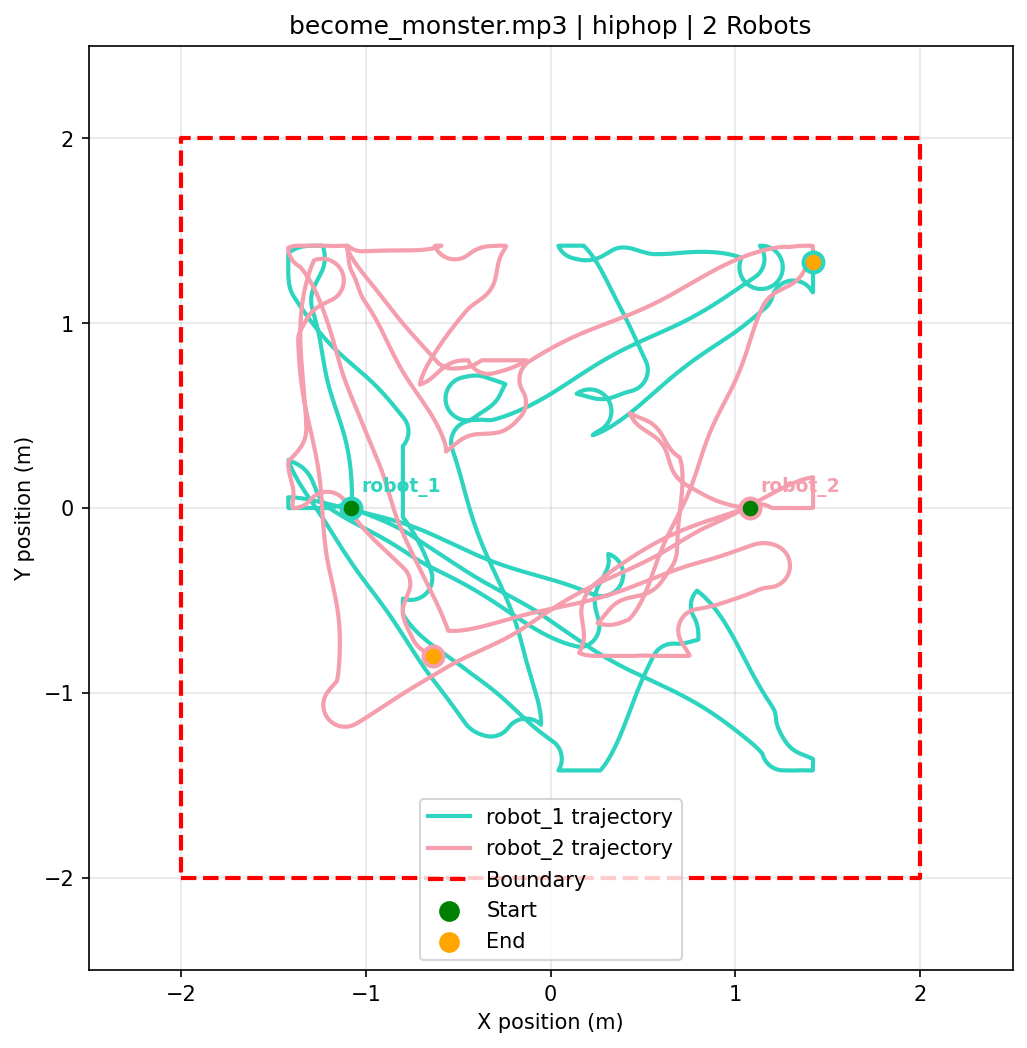 become_monster.mp3 | hiphop | 2 Robots
Y position (m)
2
1
0
−1
−2
robot_1
robot_2
robot_1 trajectory
robot_2 trajectory
Boundary
Start
End
−2
−1
0
1
2
X position (m)